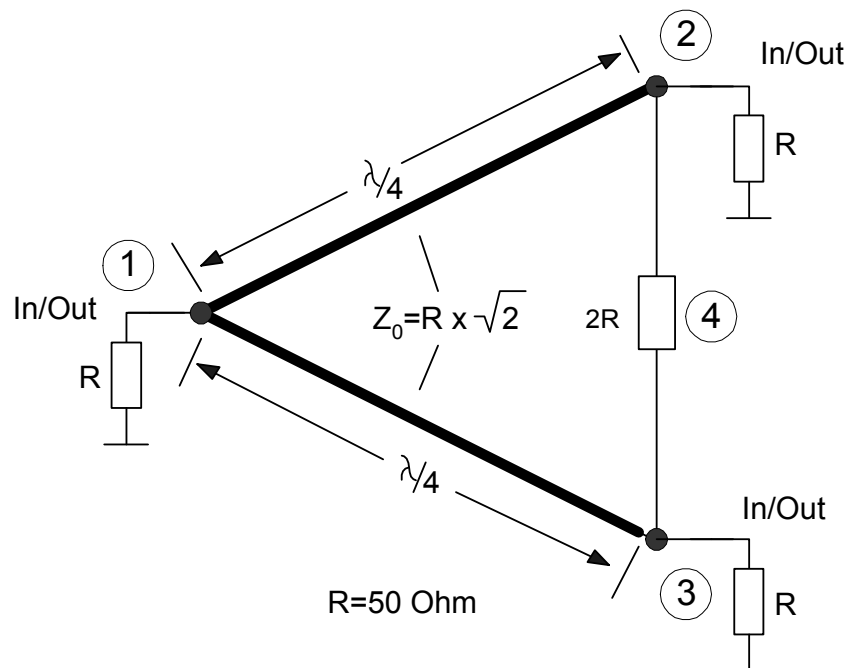 2
In/Out
R
λ/4
1
In/Out
R
Z₀=R x √2
2R
4
λ/4
In/Out
3
R
R=50 Ohm